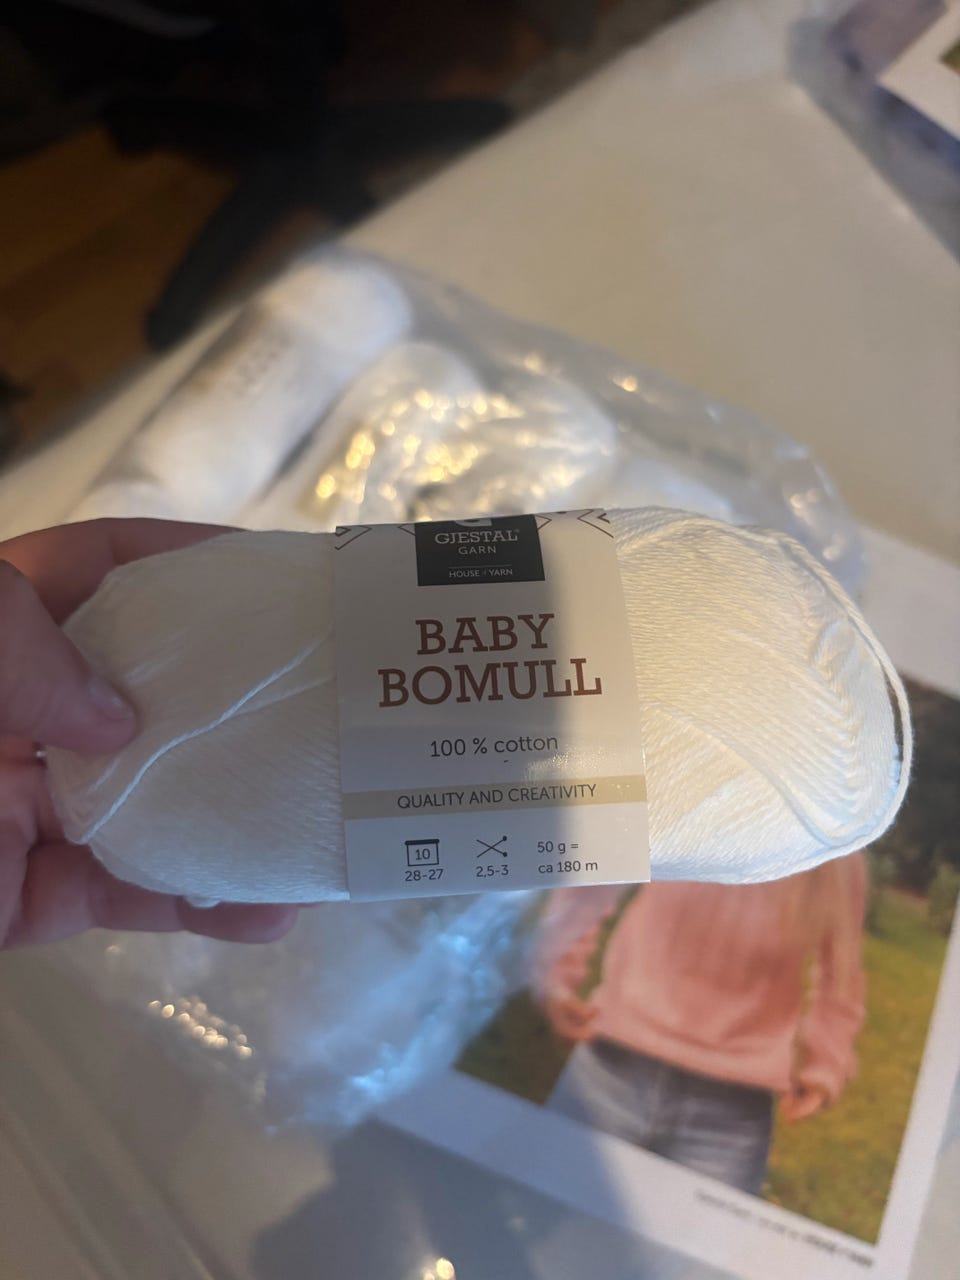 GJESTAL®
GARN
HOUSE of YARN
BABY
BOMULL
100 % cotton
QUALITY AND CREATIVITY
10
28-27
2,5-3
50 g =
ca 180 m